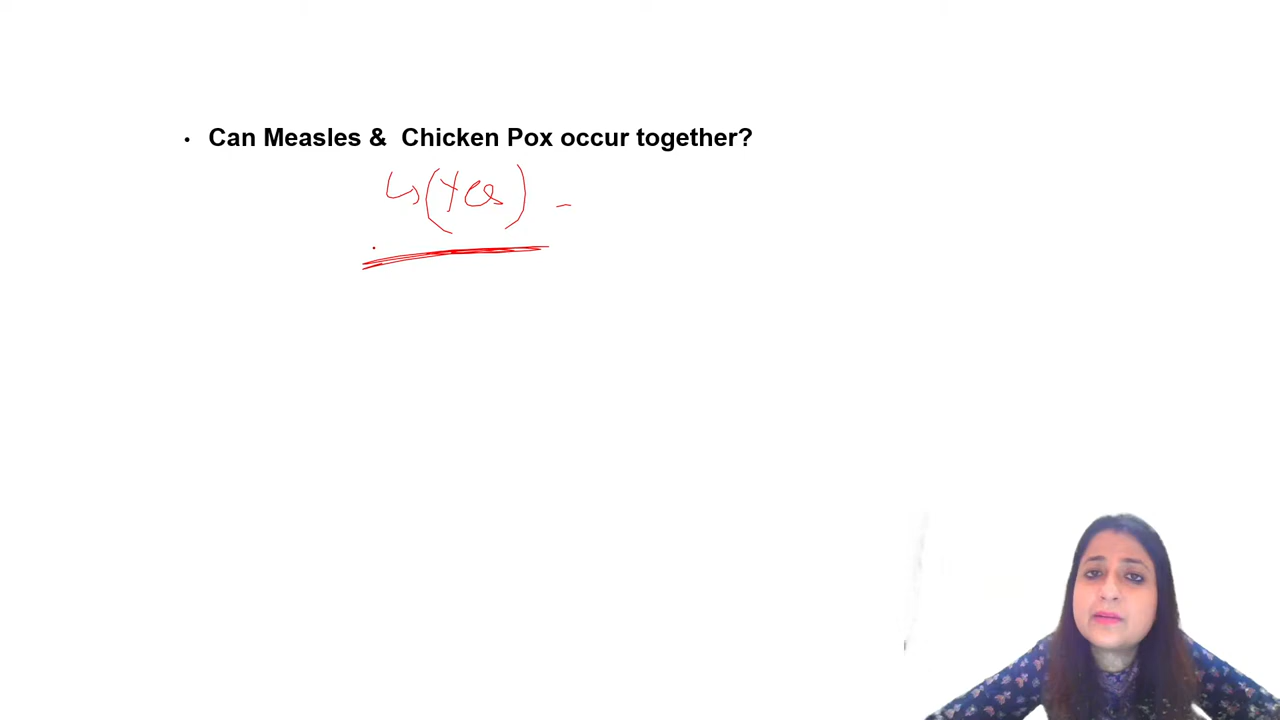 • Can Measles & Chicken Pox occur together?
↳ (Yes) -